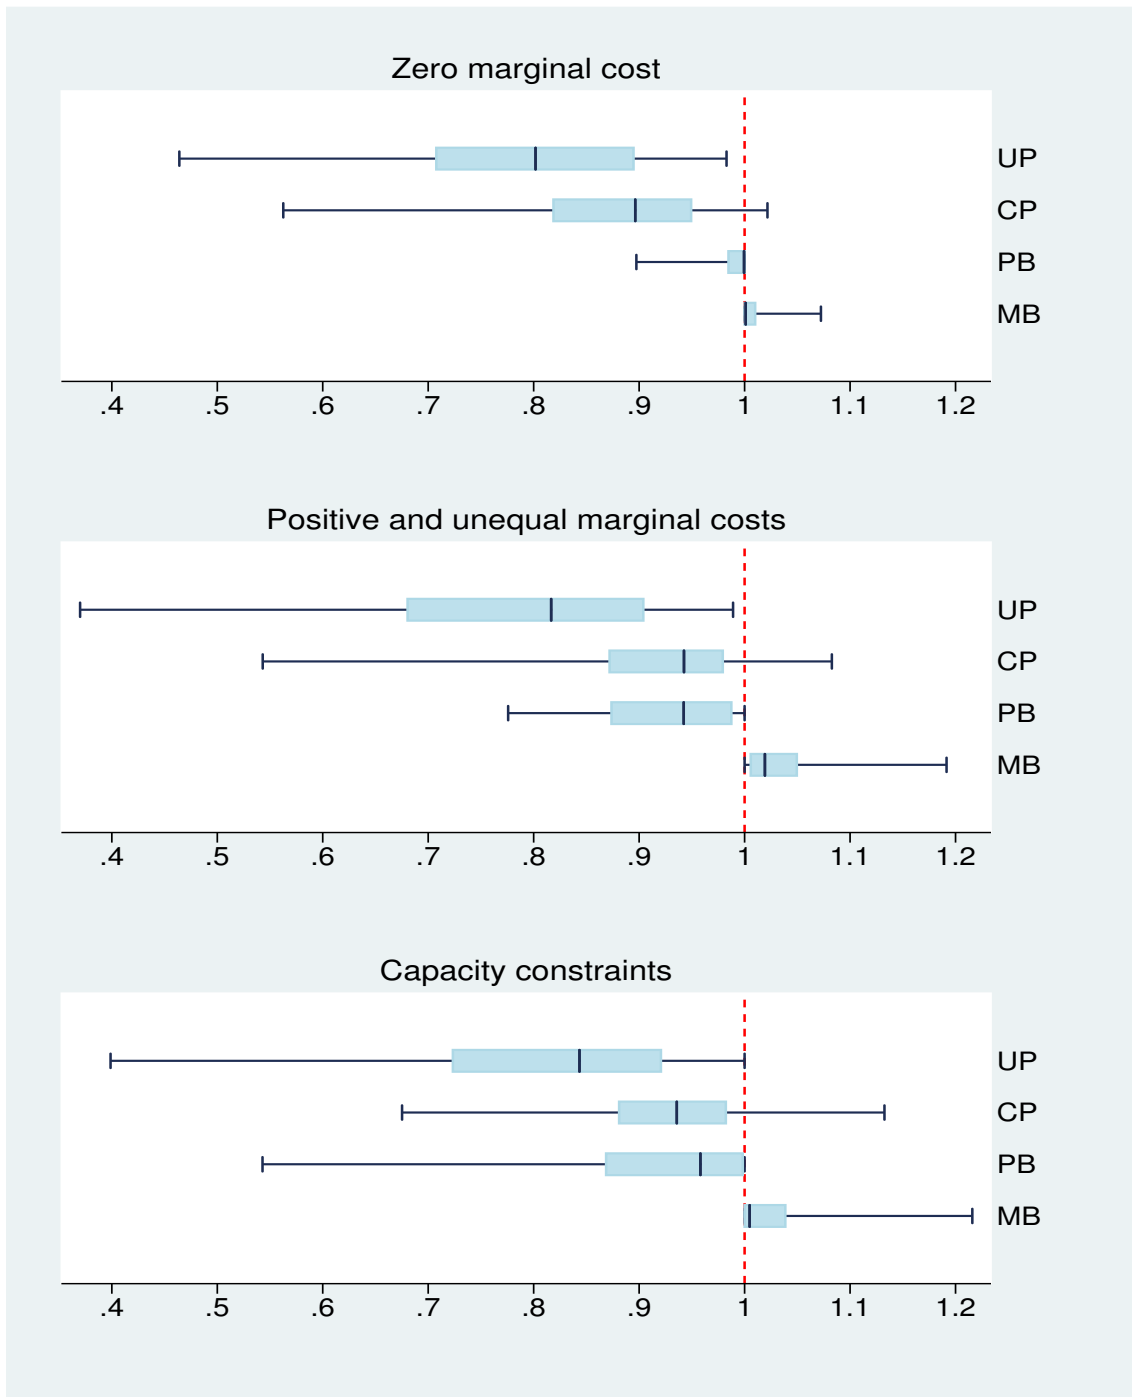 Zero marginal cost
UP
CP
PB
MB
.4 .5 .6 .7 .8 .9 1 1.1 1.2
Positive and unequal marginal costs
UP
CP
PB
MB
.4 .5 .6 .7 .8 .9 1 1.1 1.2
Capacity constraints
UP
CP
PB
MB
.4 .5 .6 .7 .8 .9 1 1.1 1.2